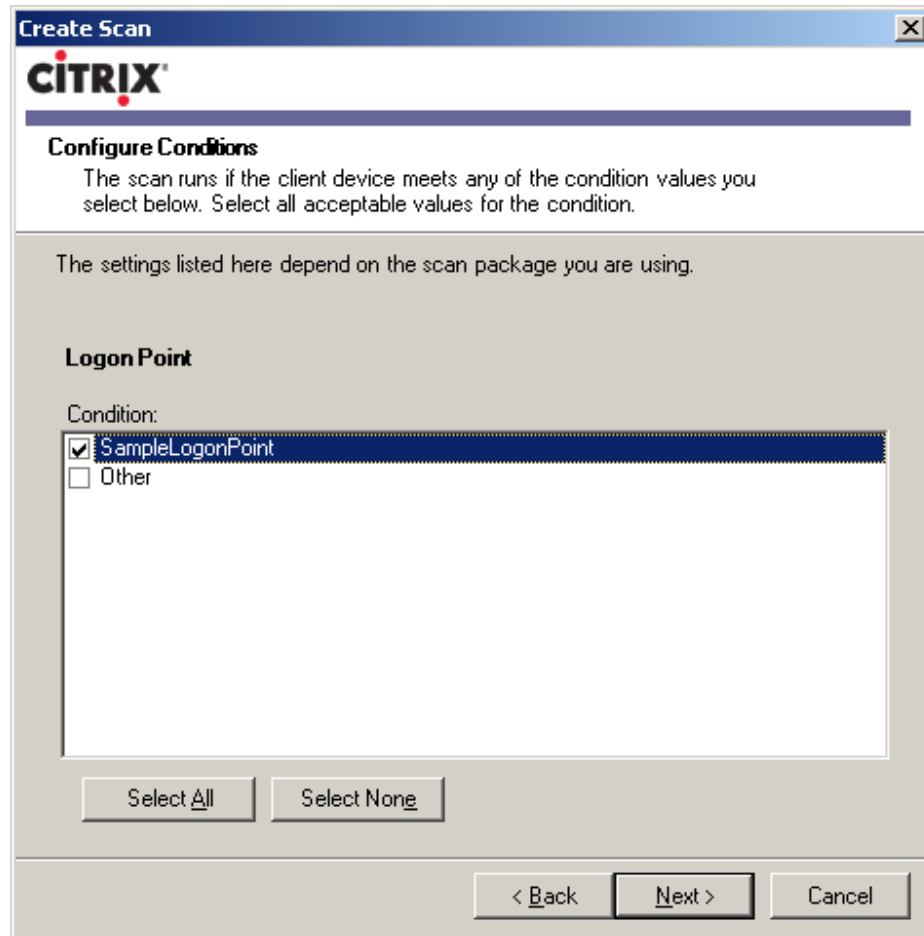 Create Scan
CİTRIX®
Configure Conditions
The scan runs if the client device meets any of the condition values you
select below. Select all acceptable values for the condition.
The settings listed here depend on the scan package you are using.
Logon Point
Condition:
SampleLogonPoint
Other
Select All
Select None
< Back
Next >
Cancel